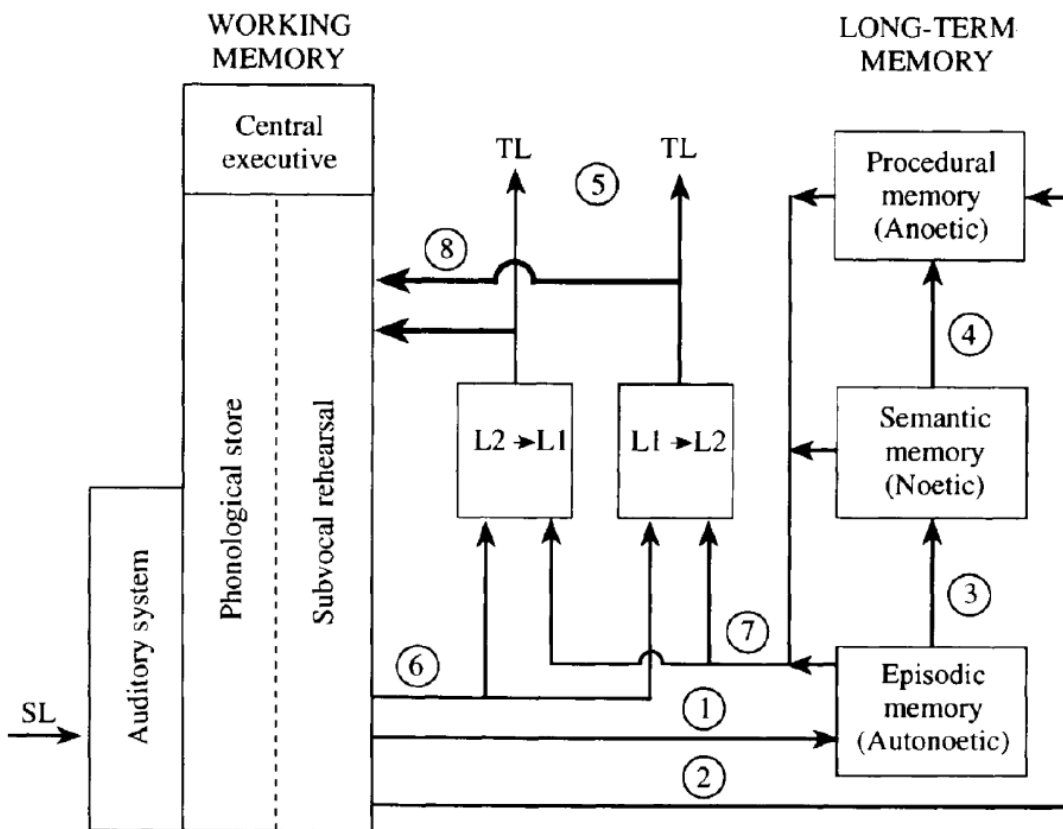 WORKING
MEMORY
LONG-TERM
MEMORY
Central
executive
TL
TL
5
8
Procedural
memory
(Anoetic)
4
Phonological store
Subvocal rehearsal
L2 → L1
L1 → L2
Semantic
memory
(Noetic)
3
Auditory system
SL
6
7
1
2
Episodic
memory
(Autonoetic)